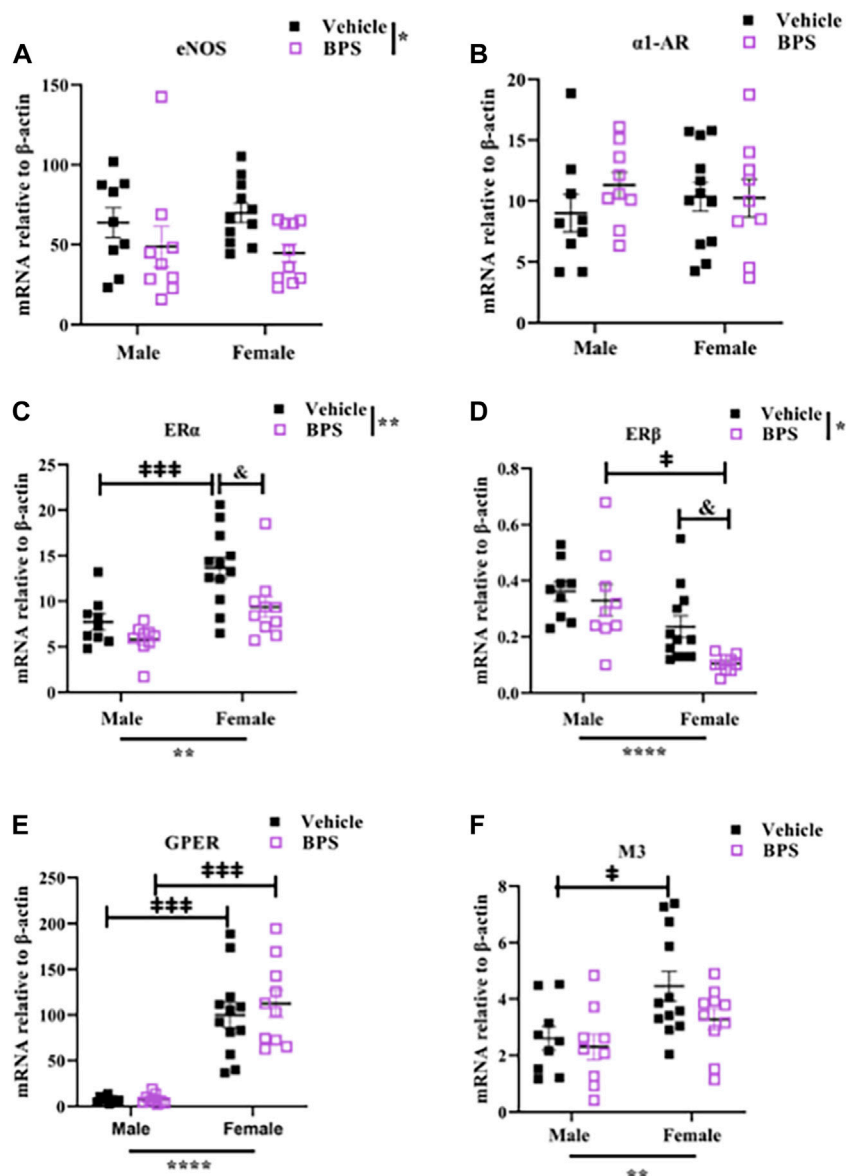 A
eNOS
Vehicle
BPS
*
mRNA relative to β-actin
150
100
50
0
Male
Female
B
α1-AR
Vehicle
BPS
mRNA relative to β-actin
20
15
10
5
0
Male
Female
C
ERα
Vehicle
BPS
**
mRNA relative to β-actin
25
20
15
10
5
0
‡‡‡
&
Male
Female
**
D
ERβ
Vehicle
BPS
*
mRNA relative to β-actin
0.8
0.6
0.4
0.2
0.0
‡
&
Male
Female
****
E
GPER
Vehicle
BPS
mRNA relative to β-actin
250
200
150
100
50
0
‡‡‡
‡‡‡
Male
Female
****
F
M3
Vehicle
BPS
mRNA relative to β-actin
8
6
4
2
0
‡
Male
Female
**